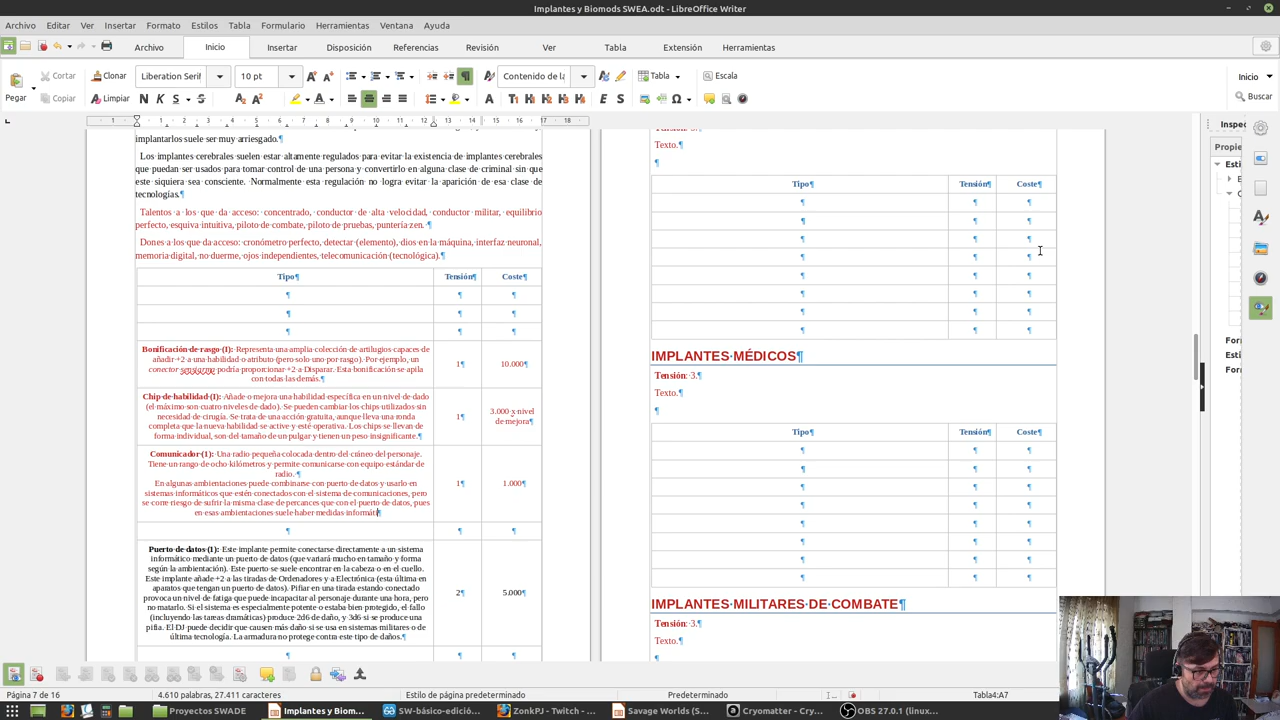 Implantes y Biomods SWEA.odt - LibreOffice Writer
Archivo Editar Ver Insertar Formato Estilos Tabla Formulario Herramientas Ventana Ayuda
Archivo Inicio Insertar Disposición Referencias Revisión Ver Tabla Extensión Herramientas
Pegar
Cortar
Copiar
Clonar
Limpiar
Liberation Serif
10 pt
Contenido de la
Tabla
Escala
Inicio
Buscar
implantarlos suele ser muy arriesgado.¶
Los implantes cerebrales suelen estar altamente regulados para evitar la existencia de implantes cerebrales
que puedan ser usados para tomar control de una persona y convertirlo en alguna clase de criminal sin que
este siquiera sea consciente. Normalmente esta regulación no logra evitar la aparición de esa clase de
tecnologías.¶
Talentos a los que da acceso: concentrado, conductor de alta velocidad, conductor militar, equilibrio
perfecto, esquiva intuitiva, piloto de combate, piloto de pruebas, puntería zen. ¶
Dones a los que da acceso: cronómetro perfecto, detectar (elemento), dios en la máquina, interfaz neuronal,
memoria digital, no duerme, ojos independientes, telecomunicación (tecnológica).¶
Tipo¶ Tensión¶ Coste¶
Bonificación de rasgo (1): Representa una amplia colección de artilugios capaces de
añadir +2 a una habilidad o atributo (pero solo uno por rasgo). Por ejemplo, un
conector sensigrma podría proporcionar +2 a Disparar. Esta bonificación se apila
con todas las demás.¶
1¶ 10.000¶
Chip de habilidad (1): Añade o mejora una habilidad específica en un nivel de dado
(el máximo son cuatro niveles de dado). Se pueden cambiar los chips utilizados sin
necesidad de cirugía. Se trata de una acción gratuita, aunque lleva una ronda
completa que la nueva habilidad se active y esté operativa. Los chips se llevan de
forma individual, son del tamaño de un pulgar y tienen un peso insignificante.¶
1¶ 3.000 x nivel
de mejora¶
Comunicador (1): Una radio pequeña colocada dentro del cráneo del personaje.
Tiene un rango de ocho kilómetros y permite comunicarse con equipo estándar de
radio. ¶
En algunas ambientaciones puede combinarse con puerto de datos y usarlo en
sistemas informáticos que estén conectados con el sistema de comunicaciones, pero
se corre riesgo de sufrir la misma clase de percances que con el puerto de datos, pues
en esas ambientaciones suele haber medidas informáti¶
1¶ 1.000¶
Puerto de datos (1): Este implante permite conectarse directamente a un sistema
informático mediante un puerto de datos (que variará mucho en tamaño y forma
según la ambientación). Este puerto se suele encontrar en la cabeza o en el cuello.
Este implante añade +2 a las tiradas de Ordenadores y a Electrónica (esta última en
aparatos que tengan un puerto de datos). Pifiar en una tirada estando conectado
provoca un nivel de fatiga que puede incapacitar al personaje durante una hora, pero
no matarlo. Si el sistema es especialmente potente o estaba bien protegido, el fallo
(incluyendo las tareas dramáticas) produce 2d6 de daño, y 3d6 si se produce una
pifia. El DJ puede decidir que causen más daño si se usa en sistemas militares o de
última tecnología. La armadura no protege contra este tipo de daños.¶
2¶ 5.000¶
Texto.¶
Tipo¶ Tensión¶ Coste¶
IMPLANTES MÉDICOS¶
Tensión: 3.¶
Texto.¶
Tipo¶ Tensión¶ Coste¶
IMPLANTES MILITARES DE COMBATE¶
Tensión: 3.¶
Texto.¶
Inspec
Propie
Página 7 de 16
4.610 palabras, 27.411 caracteres
Estilo de página predeterminado
Predeterminado
Tabla4:A7
Proyectos SWADE
Implantes y Biom...
SW-básico-edició...
ZonkPJ - Twitch - ...
Savage Worlds (S...
Cryomatter - Cry...
OBS 27.0.1 (linux...